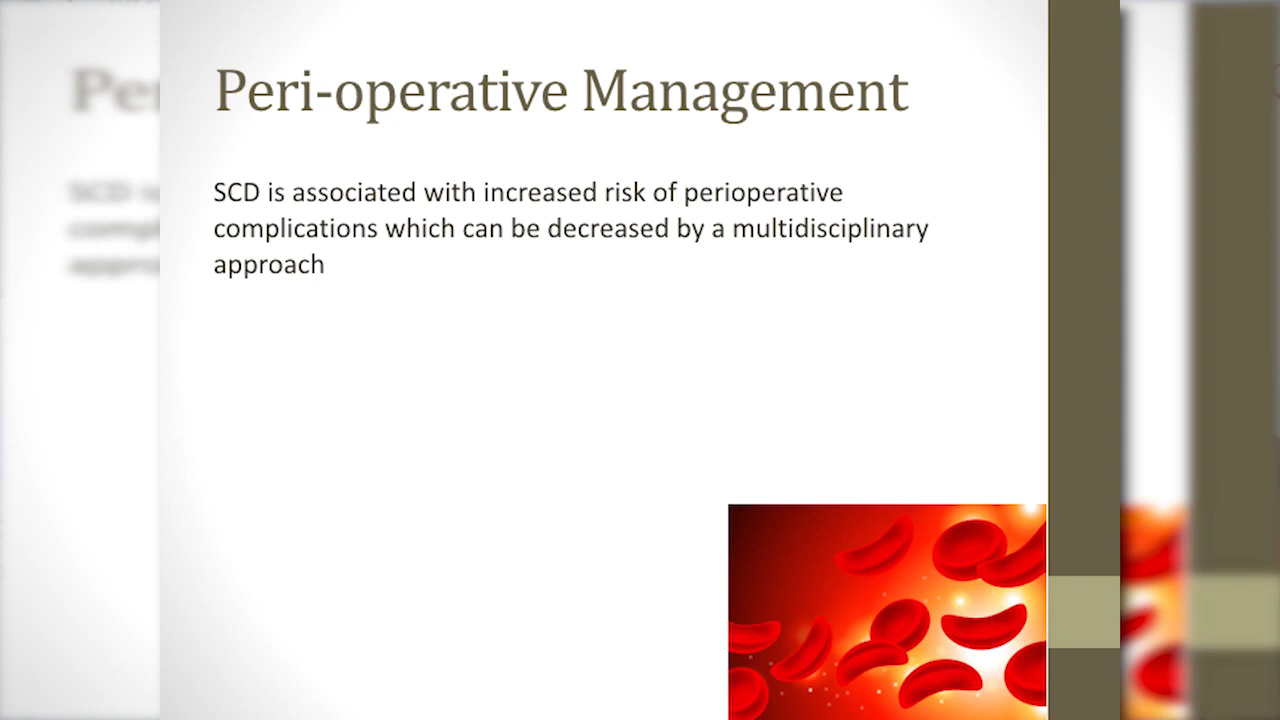 Peri-operative Management
SCD is associated with increased risk of perioperative
complications which can be decreased by a multidisciplinary
approach